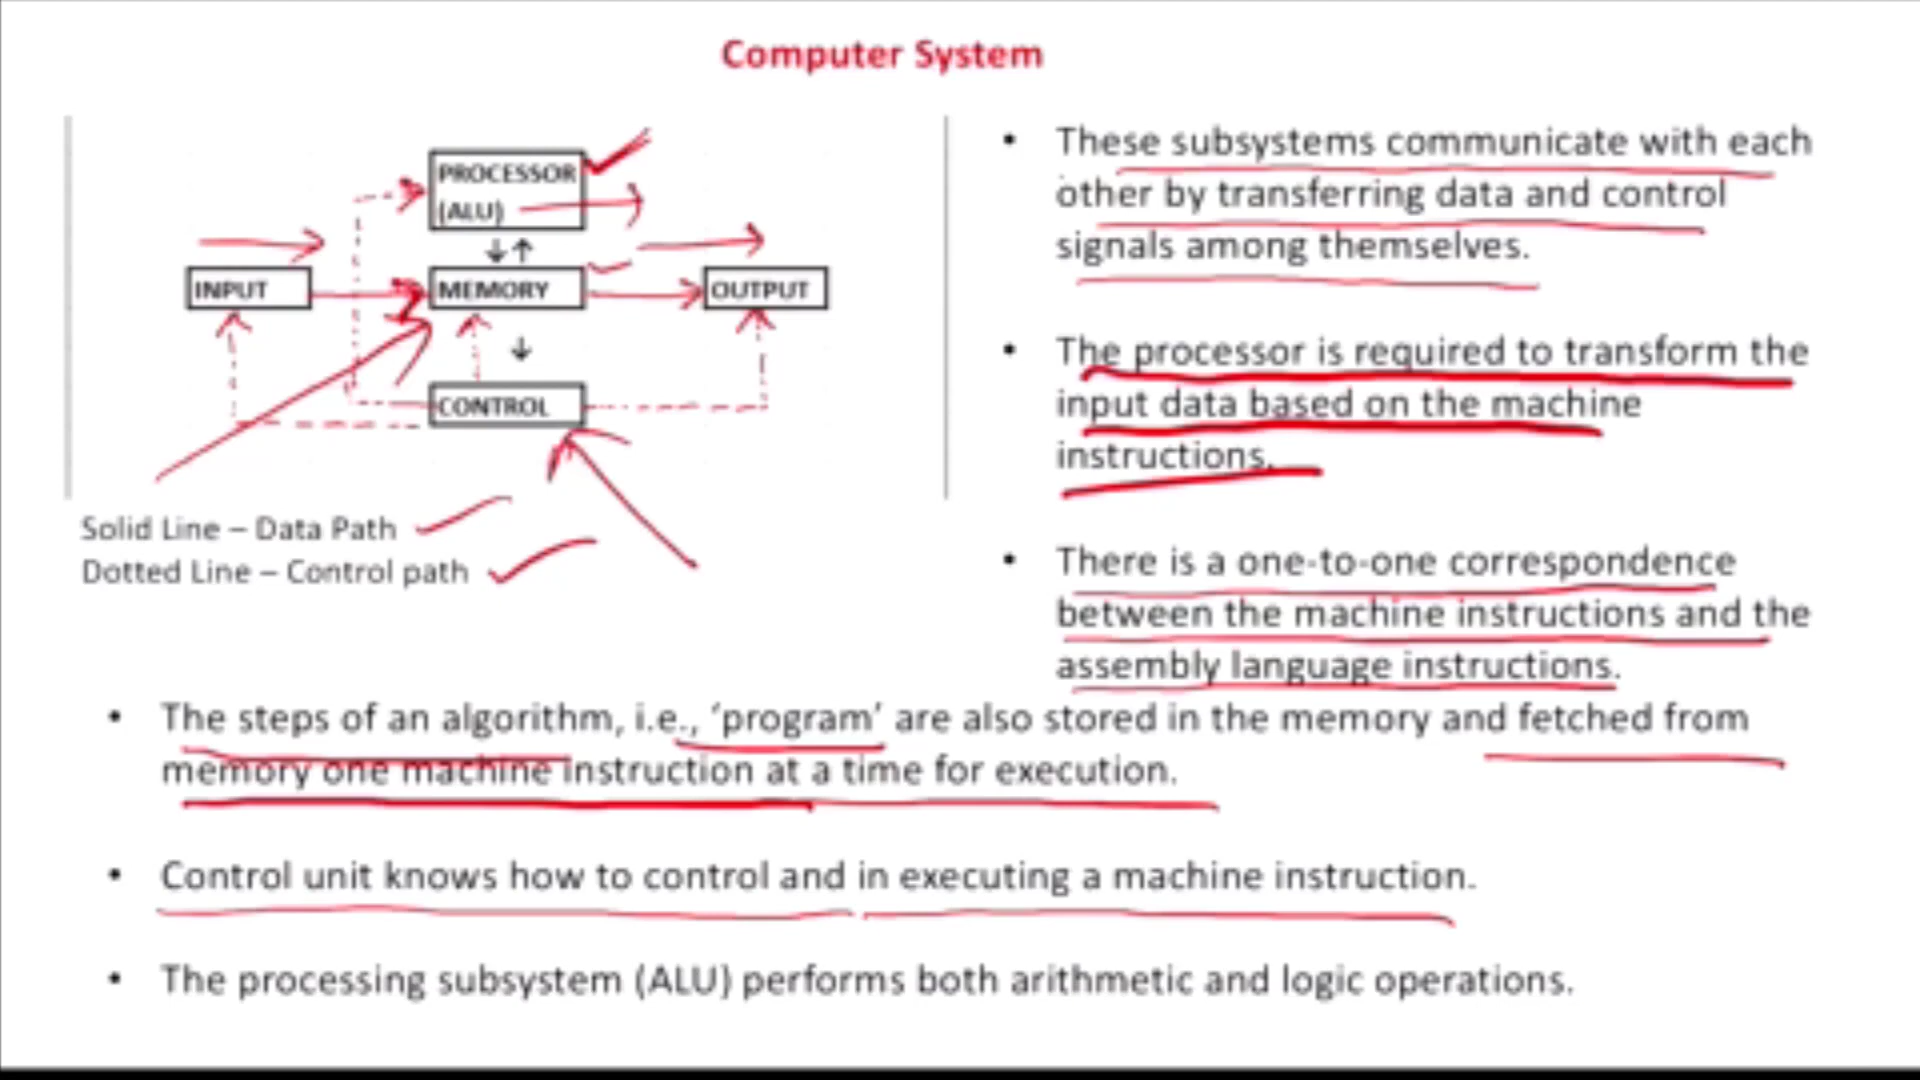 Computer System
PROCESSOR
(ALU)
INPUT
MEMORY
OUTPUT
CONTROL
Solid Line – Data Path
Dotted Line – Control path
• These subsystems communicate with each
other by transferring data and control
signals among themselves.
• The processor is required to transform the
input data based on the machine
instructions.
• There is a one-to-one correspondence
between the machine instructions and the
assembly language instructions.
• The steps of an algorithm, i.e., ‘program’ are also stored in the memory and fetched from
memory one machine instruction at a time for execution.
• Control unit knows how to control and in executing a machine instruction.
• The processing subsystem (ALU) performs both arithmetic and logic operations.